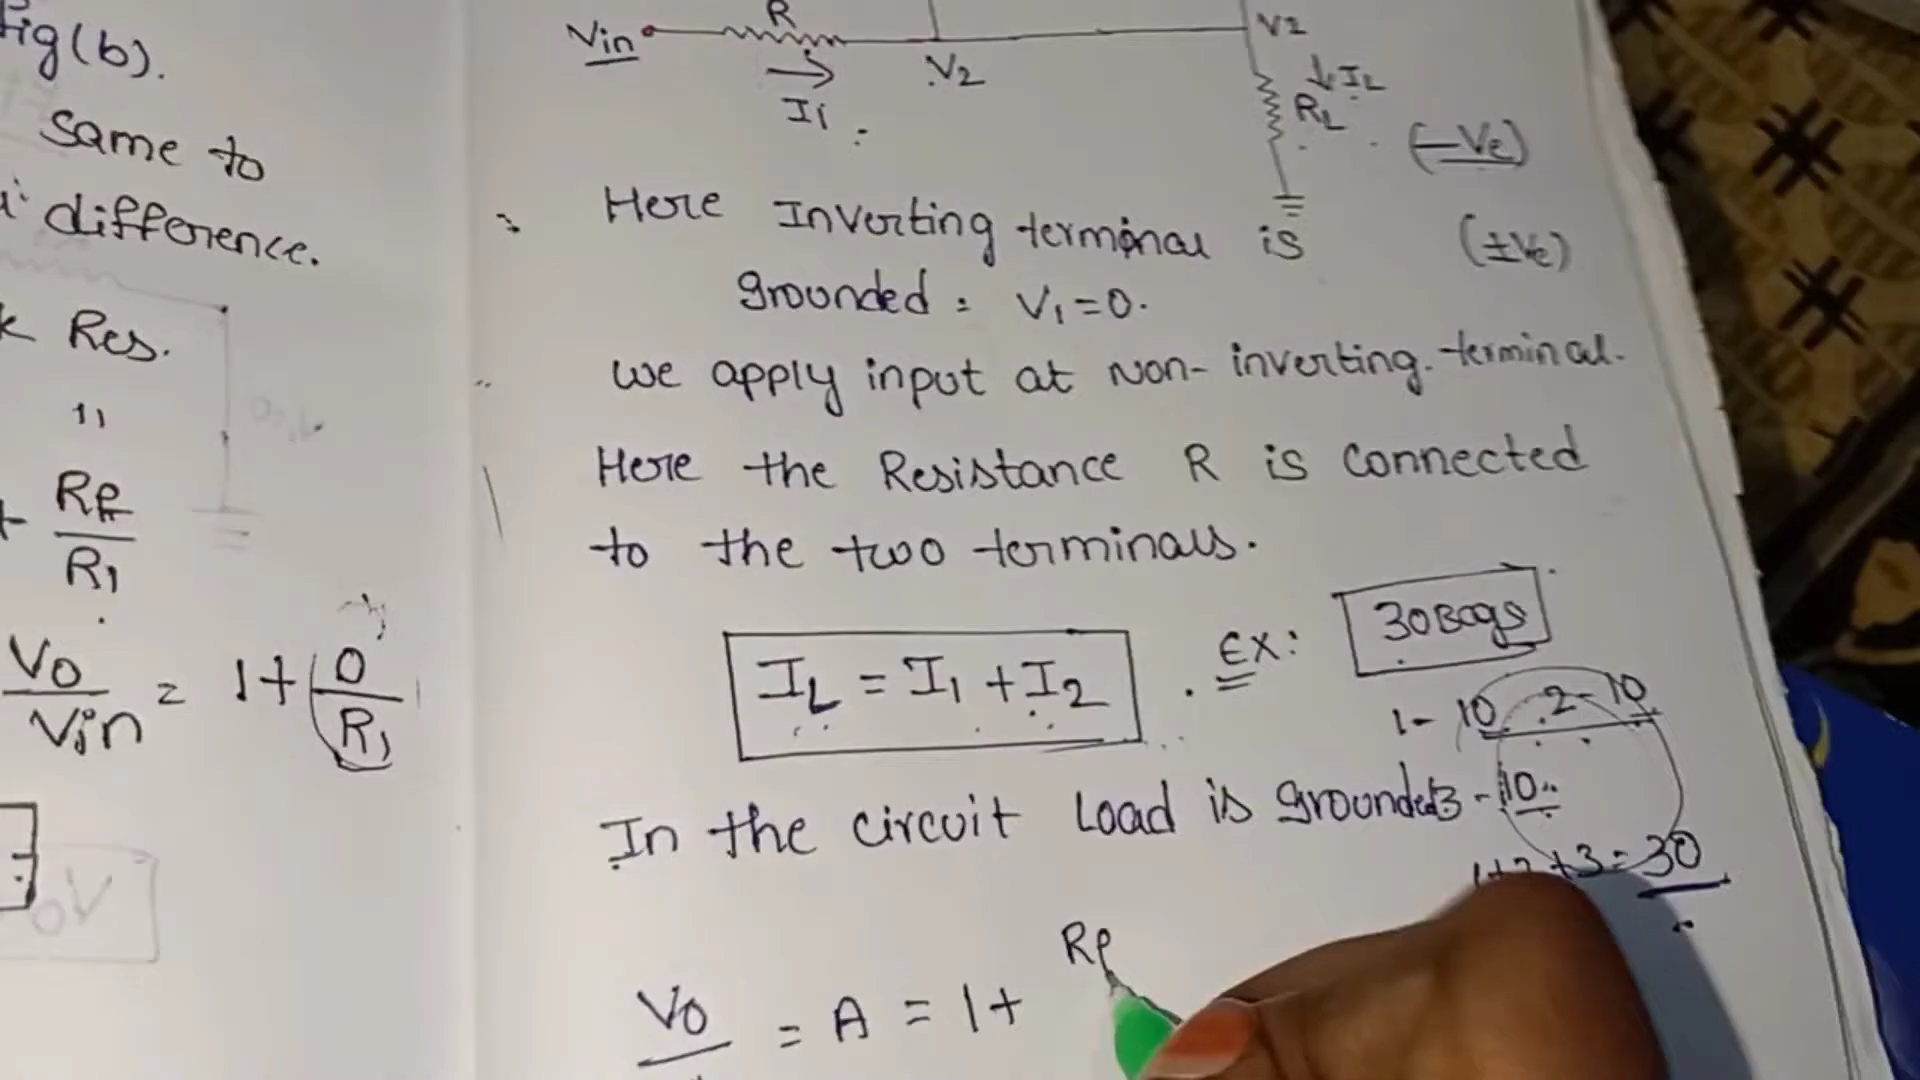 fig(b).
same to
difference.
Res.
11
+ RF
R1
Vo
Vin = 1+ 0
R1
R
Vin
V2
V2
I1
IL
RL
(-Ve)
Here Inverting terminal is
(±Ve)
grounded: V1=0.
we apply input at Non-inverting terminal.
Here the Resistance R is connected
to the two terminals.
IL = I1 + I2
Ex:
30Bags
1- 10 2- 10
In the circuit Load is grounded
3 - 10
1+2+3=30
Vo = A = 1+ RF